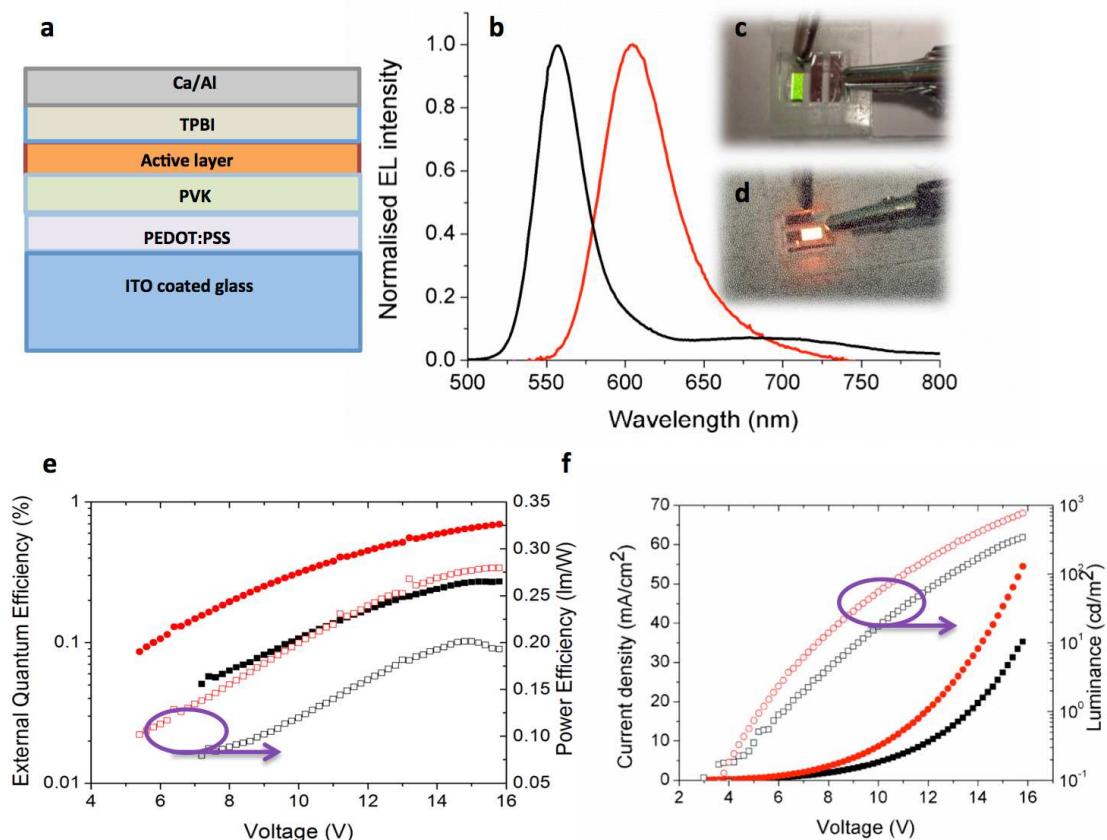 a
Ca/Al
TPBI
Active layer
PVK
PEDOT:PSS
ITO coated glass
b
Normalised EL intensity
1.0
0.8
0.6
0.4
0.2
0.0
500 550 600 650 700 750 800
Wavelength (nm)
c
d
e
External Quantum Efficiency (%)
1
0.1
0.01
4 6 8 10 12 14 16
Voltage (V)
0.35
0.30
0.25
0.20
0.15
0.10
0.05
Power Efficiency (lm/W)
f
Current density (mA/cm²)
70
60
50
40
30
20
10
0
2 4 6 8 10 12 14 16
Voltage (V)
10³
10²
10
10⁰
10⁻¹
Luminance (cd/m²)